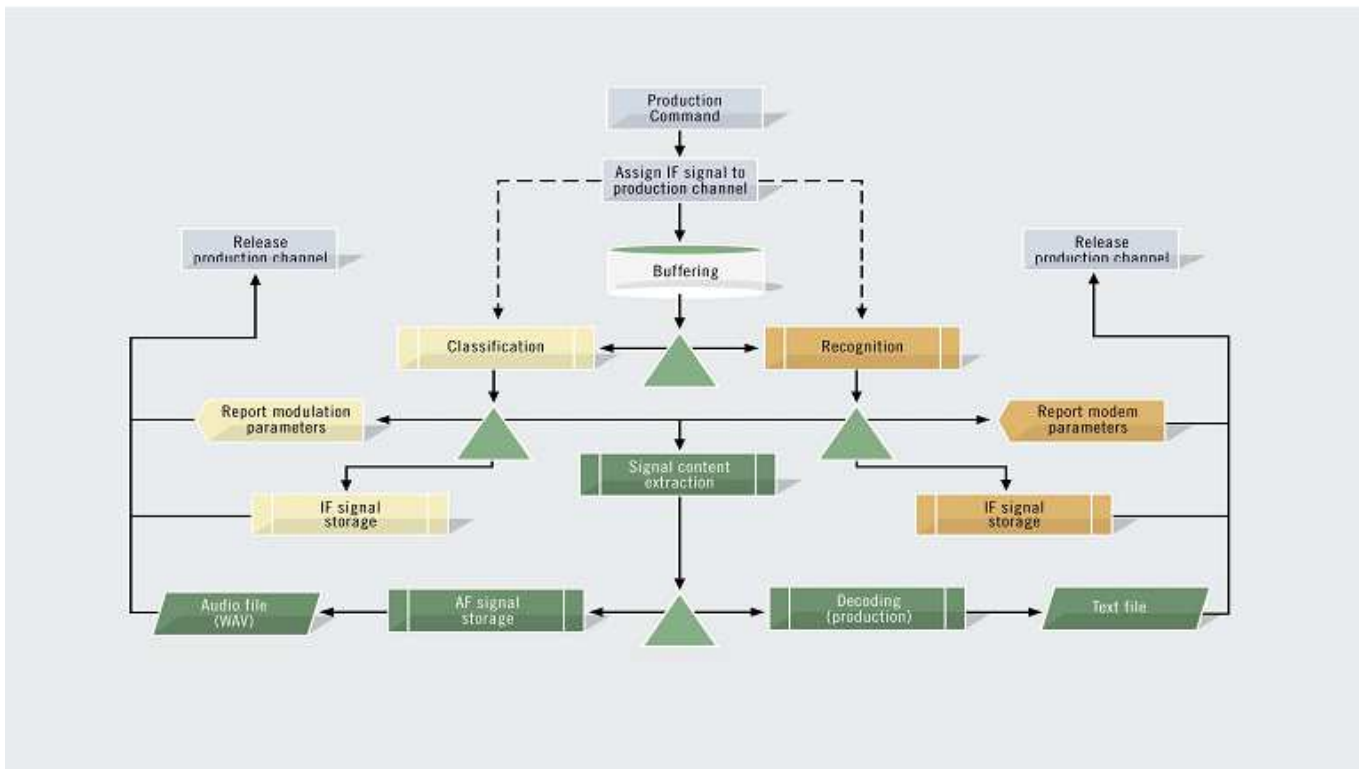 Production
Command
Assign IF signal to
production channel
Release
production channel
Release
production channel
Buffering
Classification
Recognition
Report modulation
parameters
Report modem
parameters
Signal content
extraction
IF signal
storage
IF signal
storage
Audio file
(WAV)
AF signal
storage
Decoding
(production)
Text file